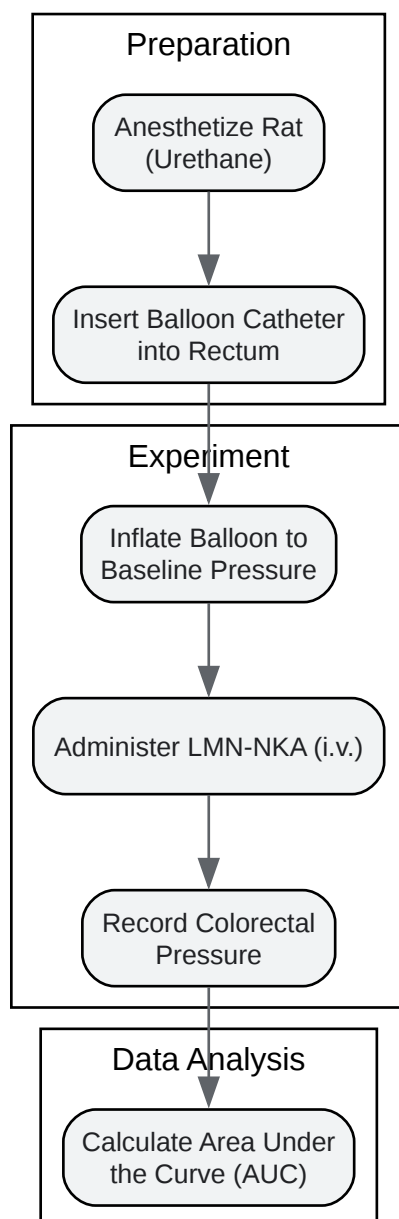 Preparation
Anesthetize Rat
(Urethane)
Insert Balloon Catheter
into Rectum
Experiment
Inflate Balloon to
Baseline Pressure
Administer LMN-NKA (i.v.)
Record Colorectal
Pressure
Data Analysis
Calculate Area Under
the Curve (AUC)